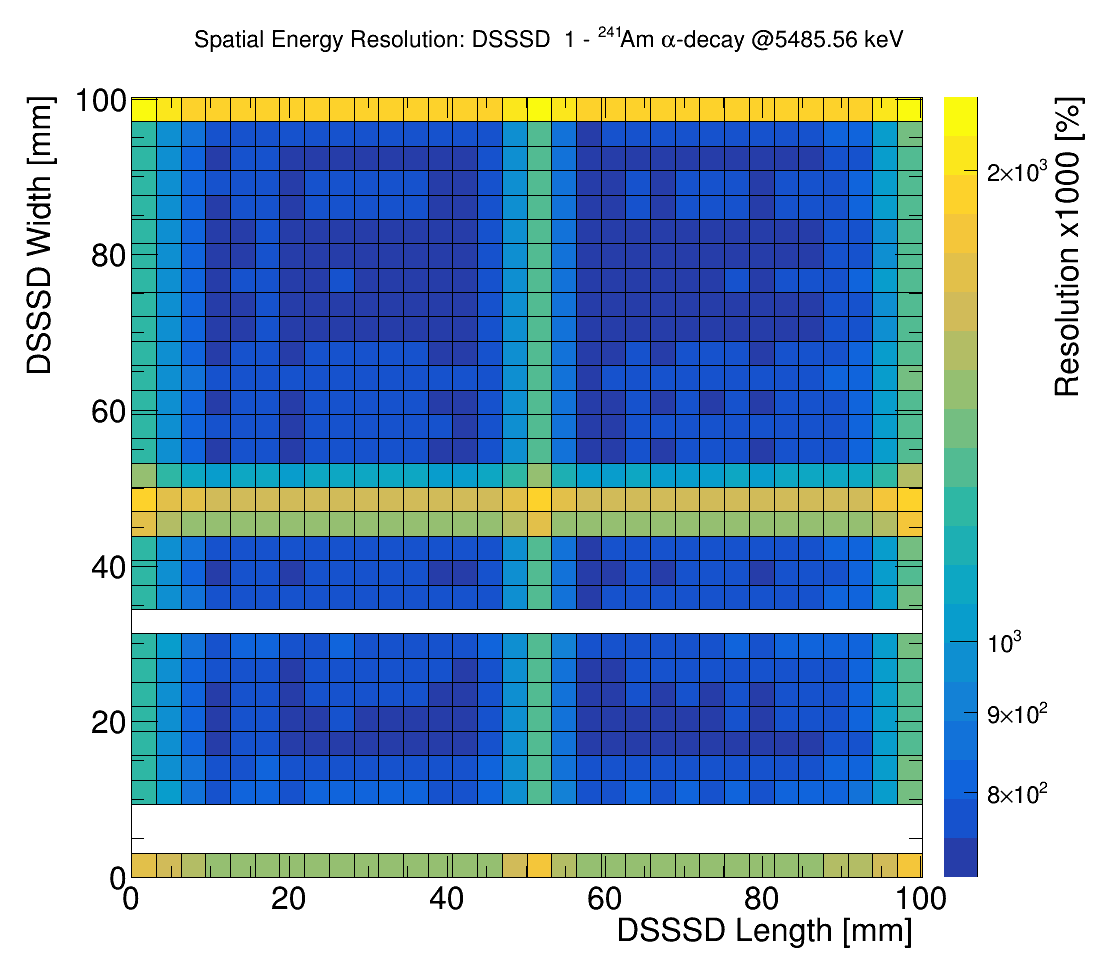 Spatial Energy Resolution: DSSSD 1 - ²⁴¹Am α-decay @5485.56 keV
DSSSD Width [mm]
100
80
60
40
20
0
0 20 40 60 80 100
DSSSD Length [mm]
2×10³
10³
9×10²
8×10²
Resolution x1000 [%]